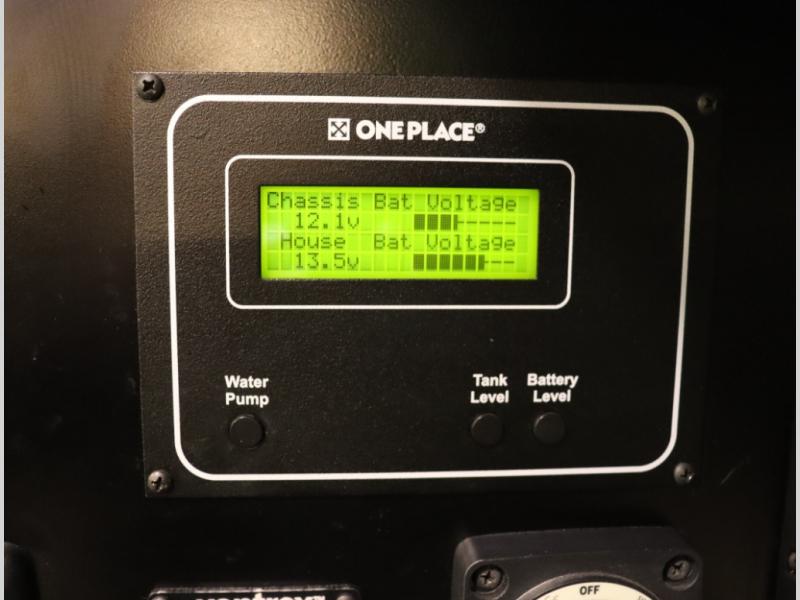 ONE PLACE®
Chassis Bat Voltage
12.1v
House Bat Voltage
13.5v
Water
Pump
Tank
Level
Battery
Level
OFF